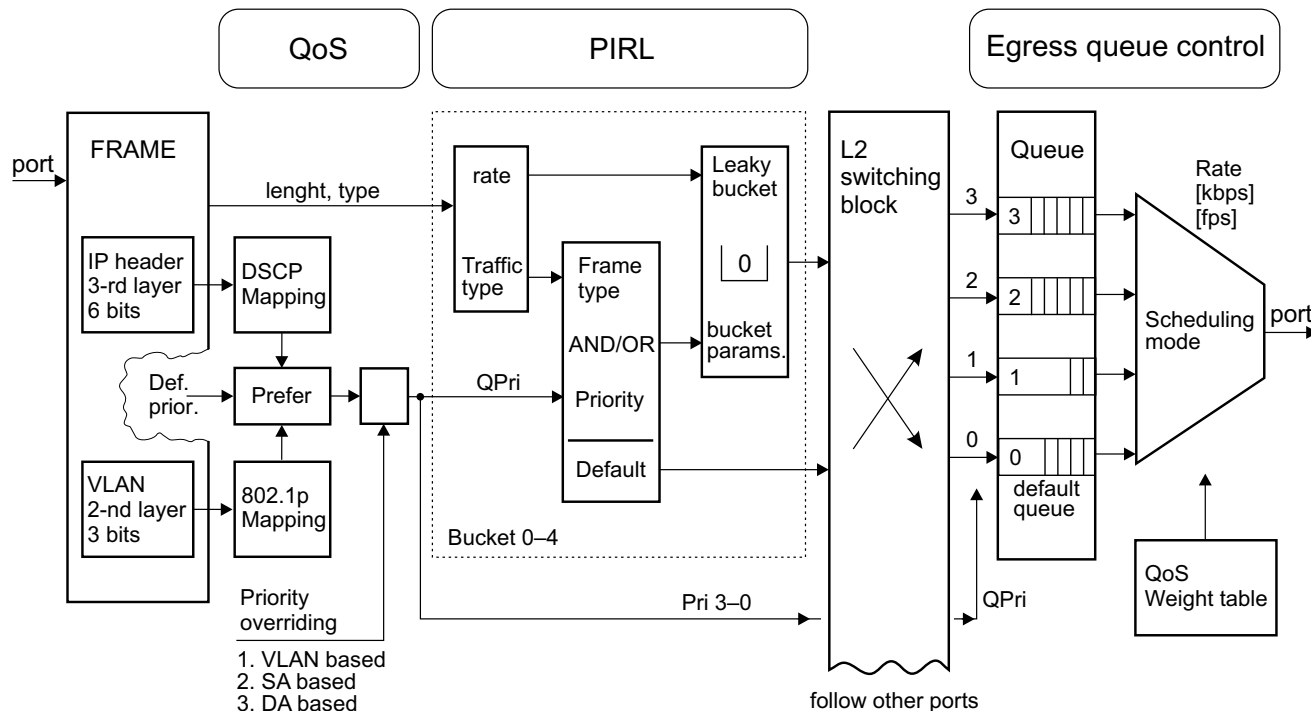 QoS
PIRL
Egress queue control
port
FRAME
lenght, type
IP header
3-rd layer
6 bits
DSCP
Mapping
Def.
prior.
Prefer
VLAN
2-nd layer
3 bits
802.1p
Mapping
Priority
overriding
1. VLAN based
2. SA based
3. DA based
QPri
rate
Traffic
type
Frame
type
AND/OR
Priority
Default
Leaky
bucket
0
bucket
params.
Bucket 0–4
Pri 3–0
L2
switching
block
follow other ports
3
2
1
0
QPri
Queue
3
2
1
0
default
queue
Rate
[kbps]
[fps]
Scheduling
mode
port
QoS
Weight table